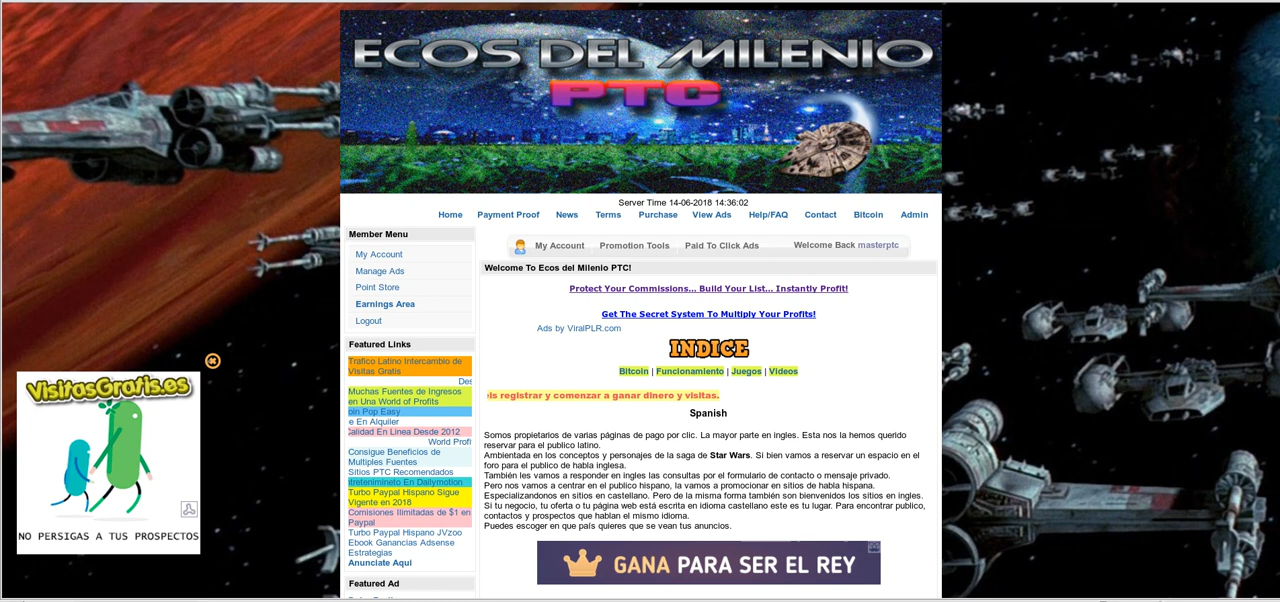 ECOS DEL MILENIO
PTC
Server Time 14-06-2018 14:36:02
Home Payment Proof News Terms Purchase View Ads Help/FAQ Contact Bitcoin Admin
Member Menu
My Account
Manage Ads
Point Store
Earnings Area
Logout
Featured Links
Trafico Latino Intercambio de
Visitas Gratis
Des
Muchas Fuentes de Ingresos
en Una World of Profits
oin Pop Easy
e En Alquiler
Calidad En Linea Desde 2012
World Profi
Consigue Beneficios de
Multiples Fuentes
Sitios PTC Recomendados
ntretenimineto En Dailymotion
Turbo Paypal Hispano Sigue
Vigente en 2018
Comisiones Ilimitadas de $1 en
Paypal
Turbo Paypal Hispano JVzoo
Ebook Ganancias Adsense
Estrategias
Anunciate Aqui
Featured Ad
My Account Promotion Tools Paid To Click Ads Welcome Back masterptc
Welcome To Ecos del Milenio PTC!
Protect Your Commissions... Build Your List... Instantly Profit!
Get The Secret System To Multiply Your Profits!
Ads by ViralPLR.com
INDICE
Bitcoin | Funcionamiento | Juegos | Videos
registrar y comenzar a ganar dinero y visitas.
Spanish
Somos propietarios de varias páginas de pago por clic. La mayor parte en ingles. Esta nos la hemos querido
reservar para el publico latino.
Ambientada en los conceptos y personajes de la saga de Star Wars. Si bien vamos a reservar un espacio en el
foro para el publico de habla inglesa.
También les vamos a responder en ingles las consultas por el formulario de contacto o mensaje privado.
Pero nos vamos a centrar en el publico hispano, la vamos a promocionar en sitios de habla hispana.
Especializandonos en sitios en castellano. Pero de la misma forma también son bienvenidos los sitios en ingles.
Si tu negocio, tu oferta o tu página web está escrita en idioma castellano este es tu lugar. Para encontrar publico,
contactos y prospectos que hablan el mismo idioma.
Puedes escoger en que país quieres que se vean tus anuncios.
GANA PARA SER EL REY
VisitasGratis.es
NO PERSIGAS A TUS PROSPECTOS